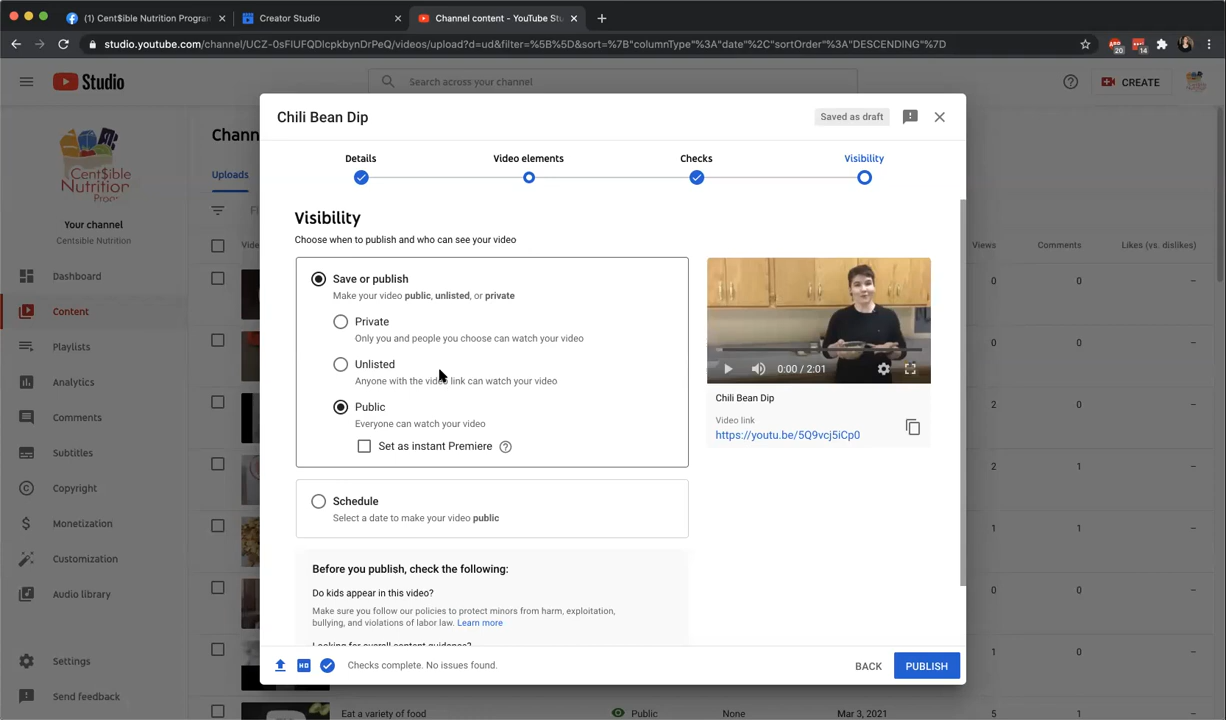 (1) Cent$ible Nutrition Program
Creator Studio
Channel content - YouTube Stu
studio.youtube.com/channel/UCZ-0sFlUFQDlcpkbynDrPeQ/videos/upload?d=ud&filter=%5B%5D&sort=%7B"columnType"%3A"date"%2C"sortOrder"%3A"DESCENDING"%7D
20
14
Studio
Search across your channel
CREATE
Chann
Uploads
Fi
Vide
Views
Comments
Likes (vs. dislikes)
Cent$ible
Nutrition
Your channel
Centsible Nutrition
Dashboard
Content
Playlists
Analytics
Comments
Subtitles
Copyright
Monetization
Customization
Audio library
Settings
Send feedback
Chili Bean Dip
Saved as draft
Details
Video elements
Checks
Visibility
Visibility
Choose when to publish and who can see your video
Save or publish
Make your video public, unlisted, or private
Private
Only you and people you choose can watch your video
Unlisted
Anyone with the video link can watch your video
Public
Everyone can watch your video
Set as instant Premiere
Schedule
Select a date to make your video public
Before you publish, check the following:
Do kids appear in this video?
Make sure you follow our policies to protect minors from harm, exploitation,
bullying, and violations of labor law. Learn more
Looking for overall content guidance?
0:00 / 2:01
Chili Bean Dip
Video link
https://youtu.be/5Q9vcj5iCp0
Checks complete. No issues found.
BACK
PUBLISH
0 0 –
0 0 –
2 0 –
2 1 –
1 1 –
0 0 –
1 0 –
Eat a variety of food Public None Mar 3, 2021 5 1 –